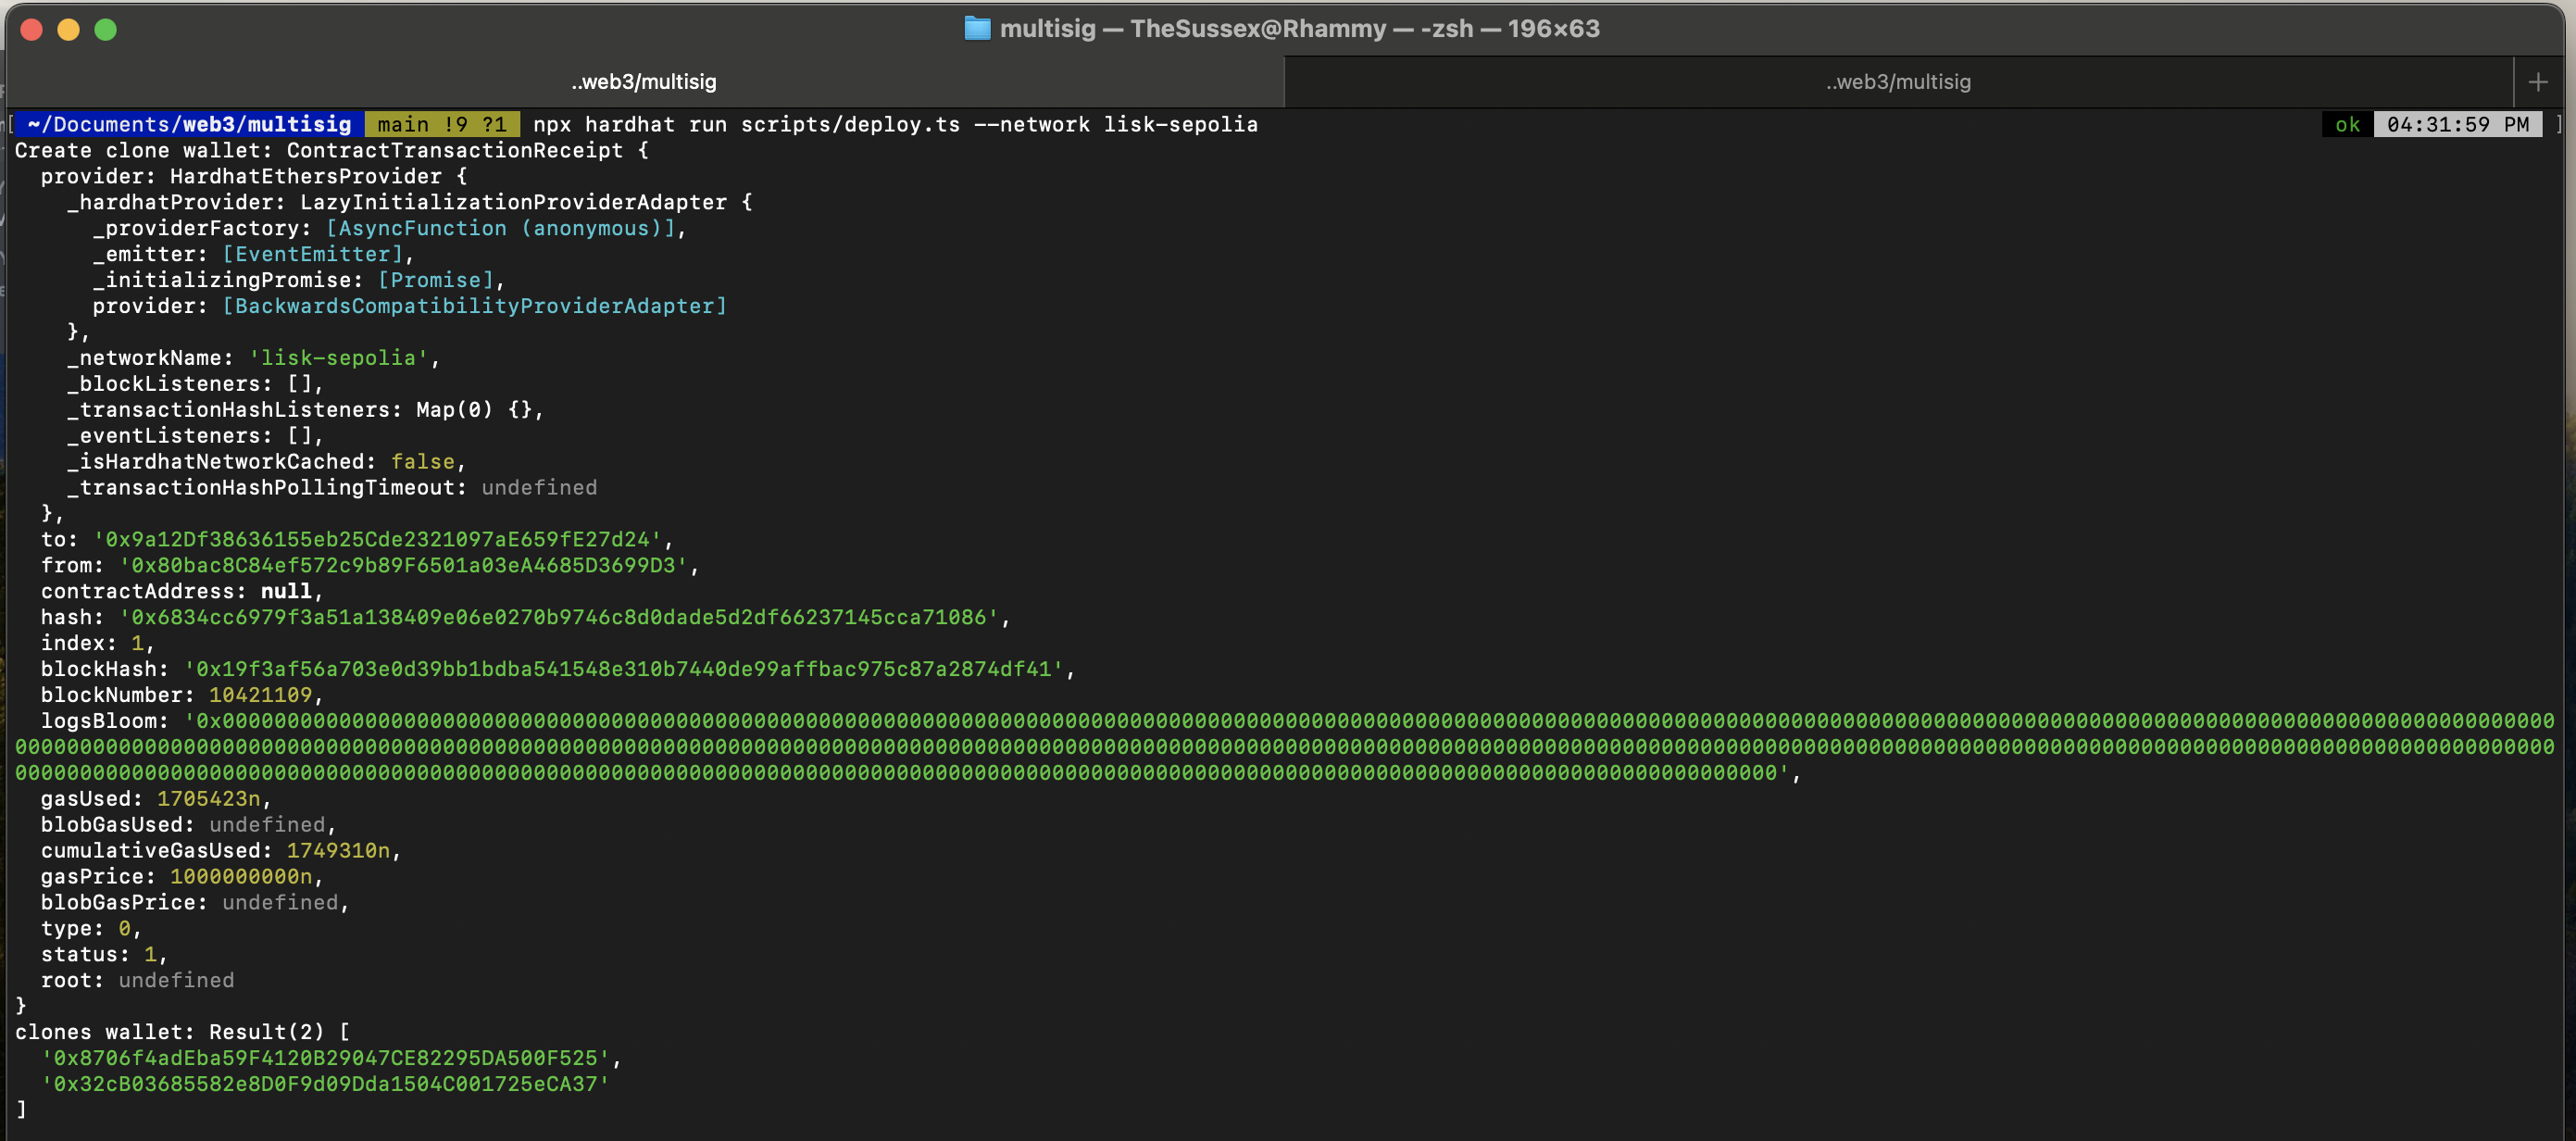 multisig — TheSussex@Rhammy — -zsh — 196×63
..web3/multisig
..web3/multisig
~/Documents/web3/multisig main !9 ?1 npx hardhat run scripts/deploy.ts --network lisk-sepolia ok 04:31:59 PM
Create clone wallet: ContractTransactionReceipt {
provider: HardhatEthersProvider {
_hardhatProvider: LazyInitializationProviderAdapter {
_providerFactory: [AsyncFunction (anonymous)],
_emitter: [EventEmitter],
_initializingPromise: [Promise],
provider: [BackwardsCompatibilityProviderAdapter]
},
_networkName: 'lisk-sepolia',
_blockListeners: [],
_transactionHashListeners: Map(0) {},
_eventListeners: [],
_isHardhatNetworkCached: false,
_transactionHashPollingTimeout: undefined
},
to: '0x9a12Df38636155eb25Cde2321097aE659fE27d24',
from: '0x80bac8C84ef572c9b89F6501a03eA4685D3699D3',
contractAddress: null,
hash: '0x6834cc6979f3a51a138409e06e0270b9746c8d0dade5d2df66237145cca71086',
index: 1,
blockHash: '0x19f3af56a703e0d39bb1bdba541548e310b7440de99affbac975c87a2874df41',
blockNumber: 10421109,
logsBloom:
gasUsed: 1705423n,
blobGasUsed: undefined,
cumulativeGasUsed: 1749310n,
gasPrice: 1000000000n,
blobGasPrice: undefined,
type: 0,
status: 1,
root: undefined
}
clones wallet: Result(2) [
'0x8706f4adEba59F4120B29047CE82295DA500F525',
'0x32cB03685582e8D0F9d09Dda1504C001725eCA37'
]